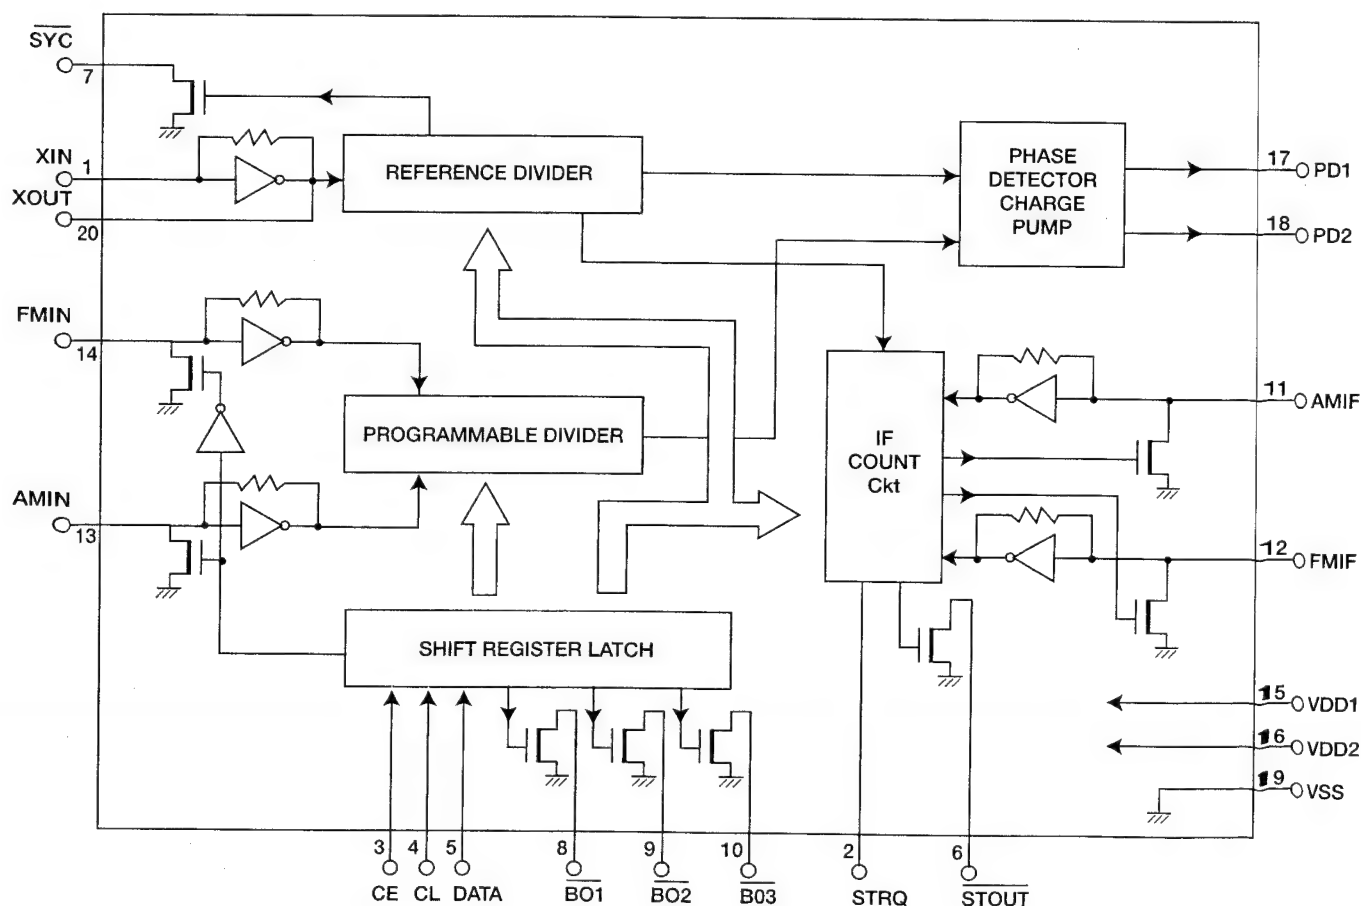 SYC
7
XIN
1
XOUT
20
REFERENCE DIVIDER
PHASE
DETECTOR
CHARGE
PUMP
17
PD1
18
PD2
FMIN
14
PROGRAMMABLE DIVIDER
IF
COUNT
Ckt
11
AMIF
AMIN
13
12
FMIF
SHIFT REGISTER LATCH
15
VDD1
16
VDD2
19
VSS
3
4
5
8
9
10
2
6
CE
CL
DATA
BO1
BO2
B03
STRQ
STOUT